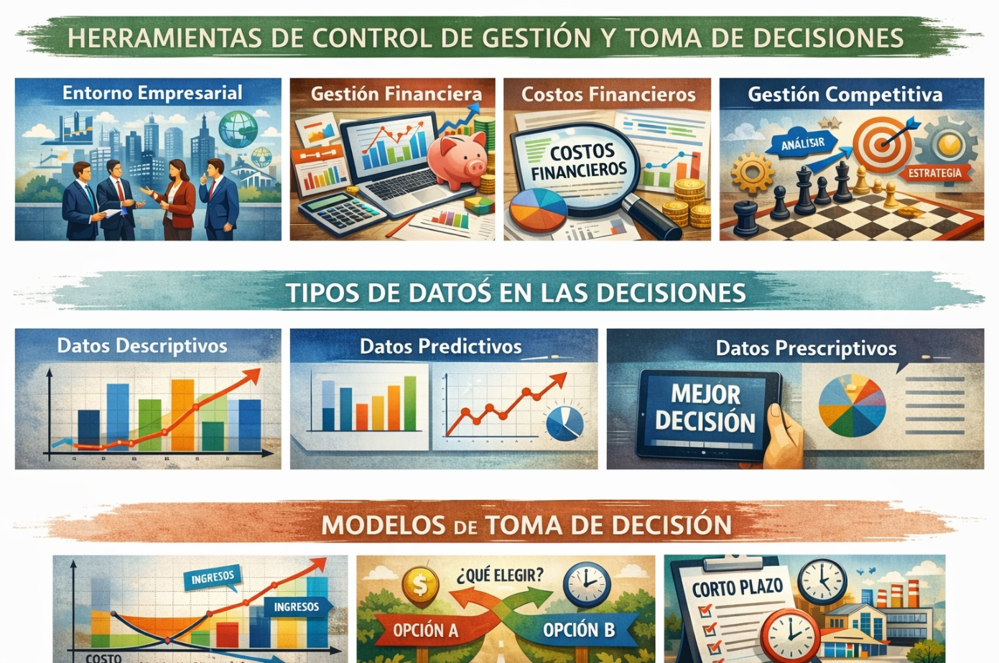 HERRAMIENTAS DE CONTROL DE GESTIÓN Y TOMA DE DECISIONES
Entorno Empresarial
Gestión Financiera
Costos Financieros
Gestión Competitiva
COSTOS
FINANCIEROS
ANÁLISIR
ESTRATEGIA
TIPOS DE DATOŚ EN LAS DECISIONES
Datos Descriptivos
Datos Predictivos
Datos Prescriptivos
MEJOR
DECISIÓN
MODELOS DE TOMA DE DECISIÓN
INGRESOS
INGRESOS
COSTO
¿QUÉ ELEGIR?
OPCIÓN A
OPCIÓN B
CORTO PLAZO